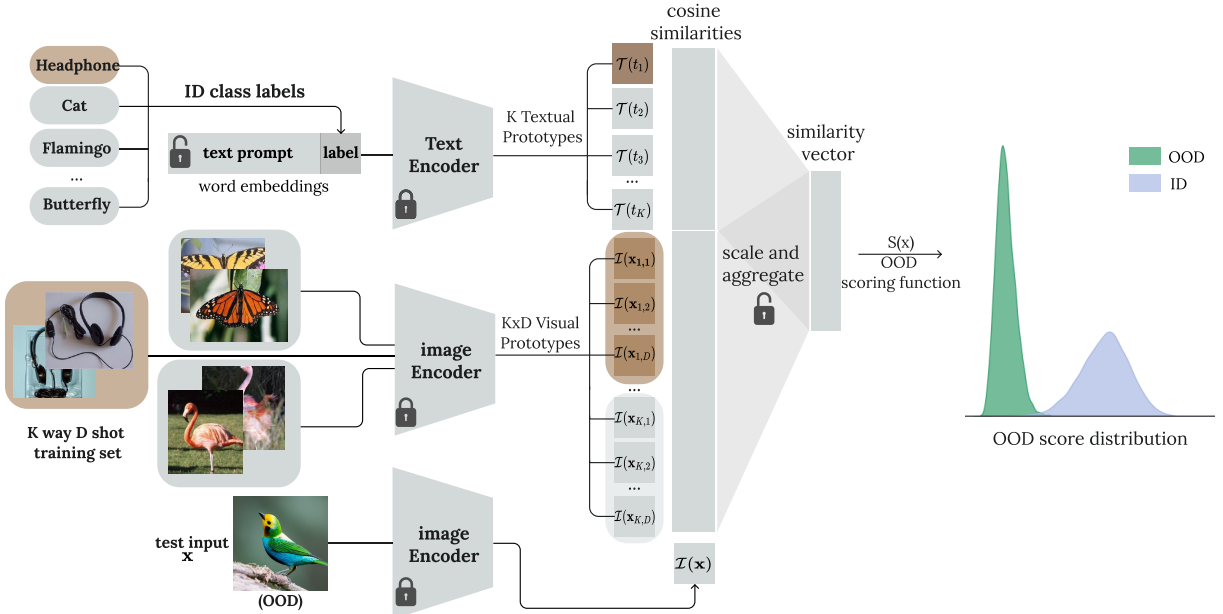 Headphone
Cat
Flamingo
...
Butterfly
ID class labels
text prompt
label
word embeddings
Text
Encoder
K Textual
Prototypes
𝒯(t₁)
𝒯(t₂)
𝒯(t₃)
...
𝒯(t_K)
cosine
similarities
K way D shot
training set
image
Encoder
KxD Visual
Prototypes
ℐ(x₁,₁)
ℐ(x₁,₂)
...
ℐ(x₁,D)
...
ℐ(x_K,1)
ℐ(x_K,2)
...
ℐ(x_K,D)
test input
x
(OOD)
image
Encoder
ℐ(x)
scale and
aggregate
similarity
vector
S(x)
OOD
scoring function
OOD
ID
OOD score distribution